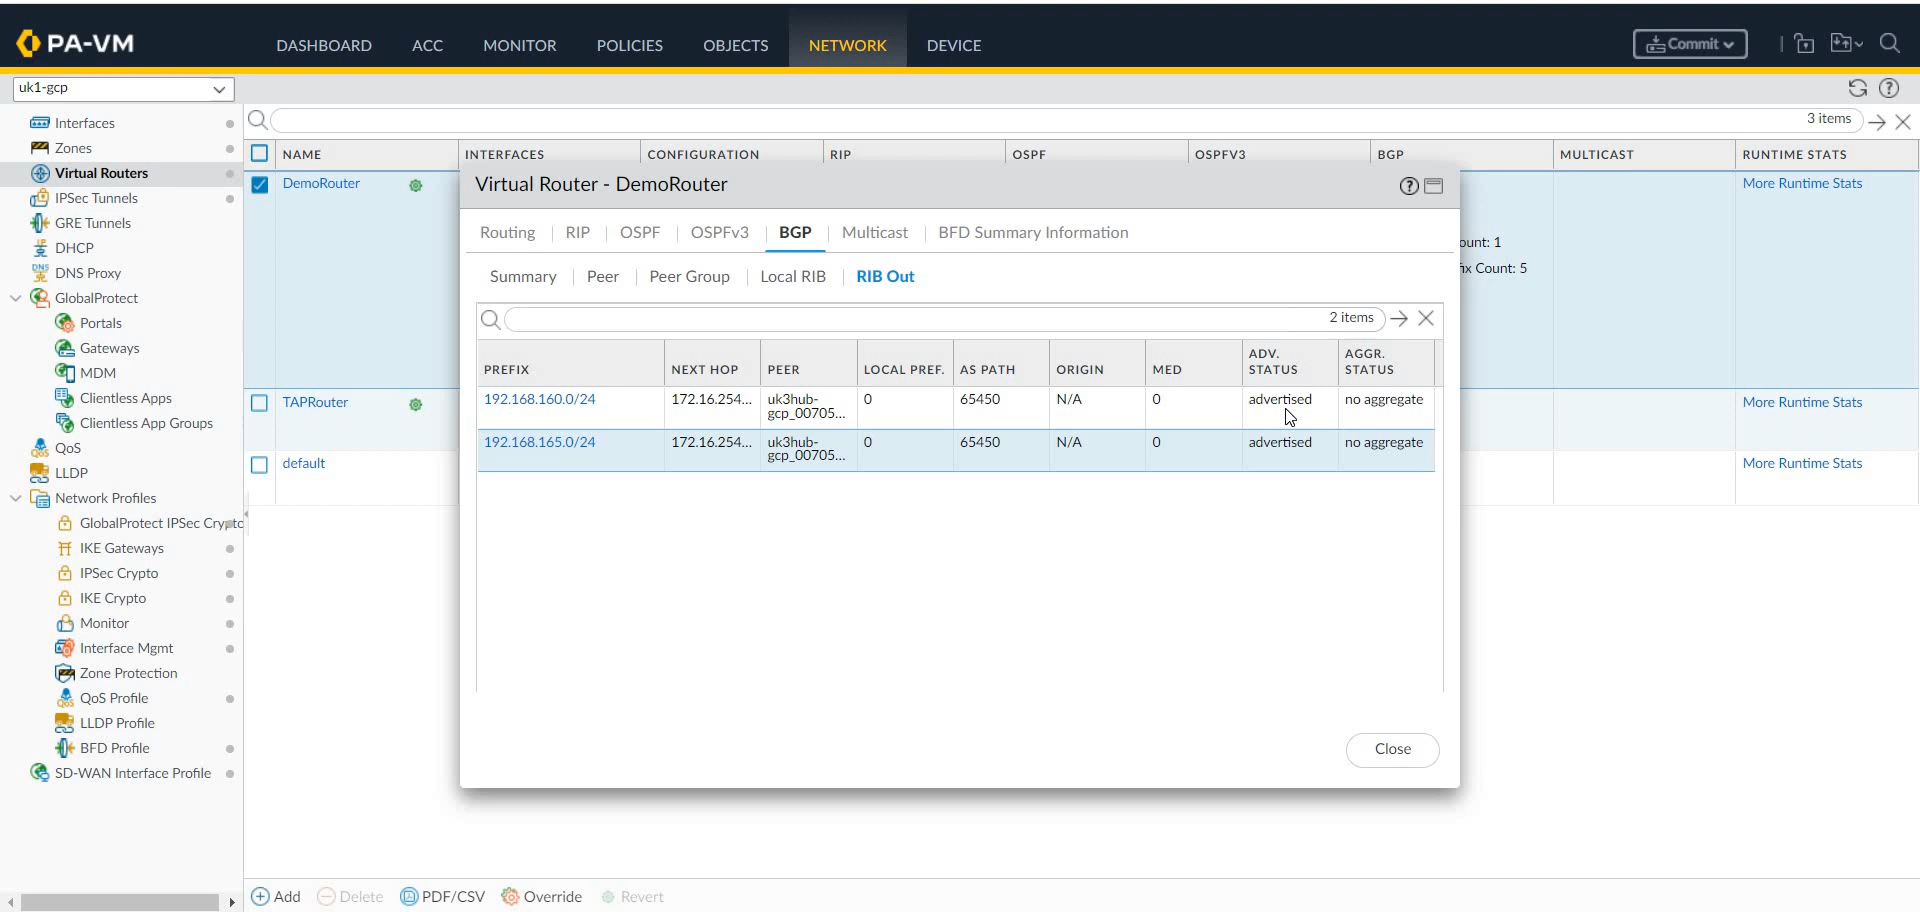 PA-VM
DASHBOARD ACC MONITOR POLICIES OBJECTS NETWORK DEVICE
Commit
uk1-gcp
Interfaces
Zones
Virtual Routers
IPSec Tunnels
GRE Tunnels
DHCP
DNS Proxy
GlobalProtect
Portals
Gateways
MDM
Clientless Apps
Clientless App Groups
QoS
LLDP
Network Profiles
GlobalProtect IPSec Crypto
IKE Gateways
IPSec Crypto
IKE Crypto
Monitor
Interface Mgmt
Zone Protection
QoS Profile
LLDP Profile
BFD Profile
SD-WAN Interface Profile
3 items
NAME INTERFACES CONFIGURATION RIP OSPF OSPFV3 BGP MULTICAST RUNTIME STATS
DemoRouter More Runtime Stats
ount: 1
fix Count: 5
TAPRouter More Runtime Stats
default More Runtime Stats
Virtual Router - DemoRouter
Routing RIP OSPF OSPFv3 BGP Multicast BFD Summary Information
Summary Peer Peer Group Local RIB RIB Out
2 items
PREFIX NEXT HOP PEER LOCAL PREF. AS PATH ORIGIN MED ADV. STATUS AGGR. STATUS
192.168.160.0/24 172.16.254... uk3hub-gcp_00705... 0 65450 N/A 0 advertised no aggregate
192.168.165.0/24 172.16.254... uk3hub-gcp_00705... 0 65450 N/A 0 advertised no aggregate
Close
Add Delete PDF/CSV Override Revert